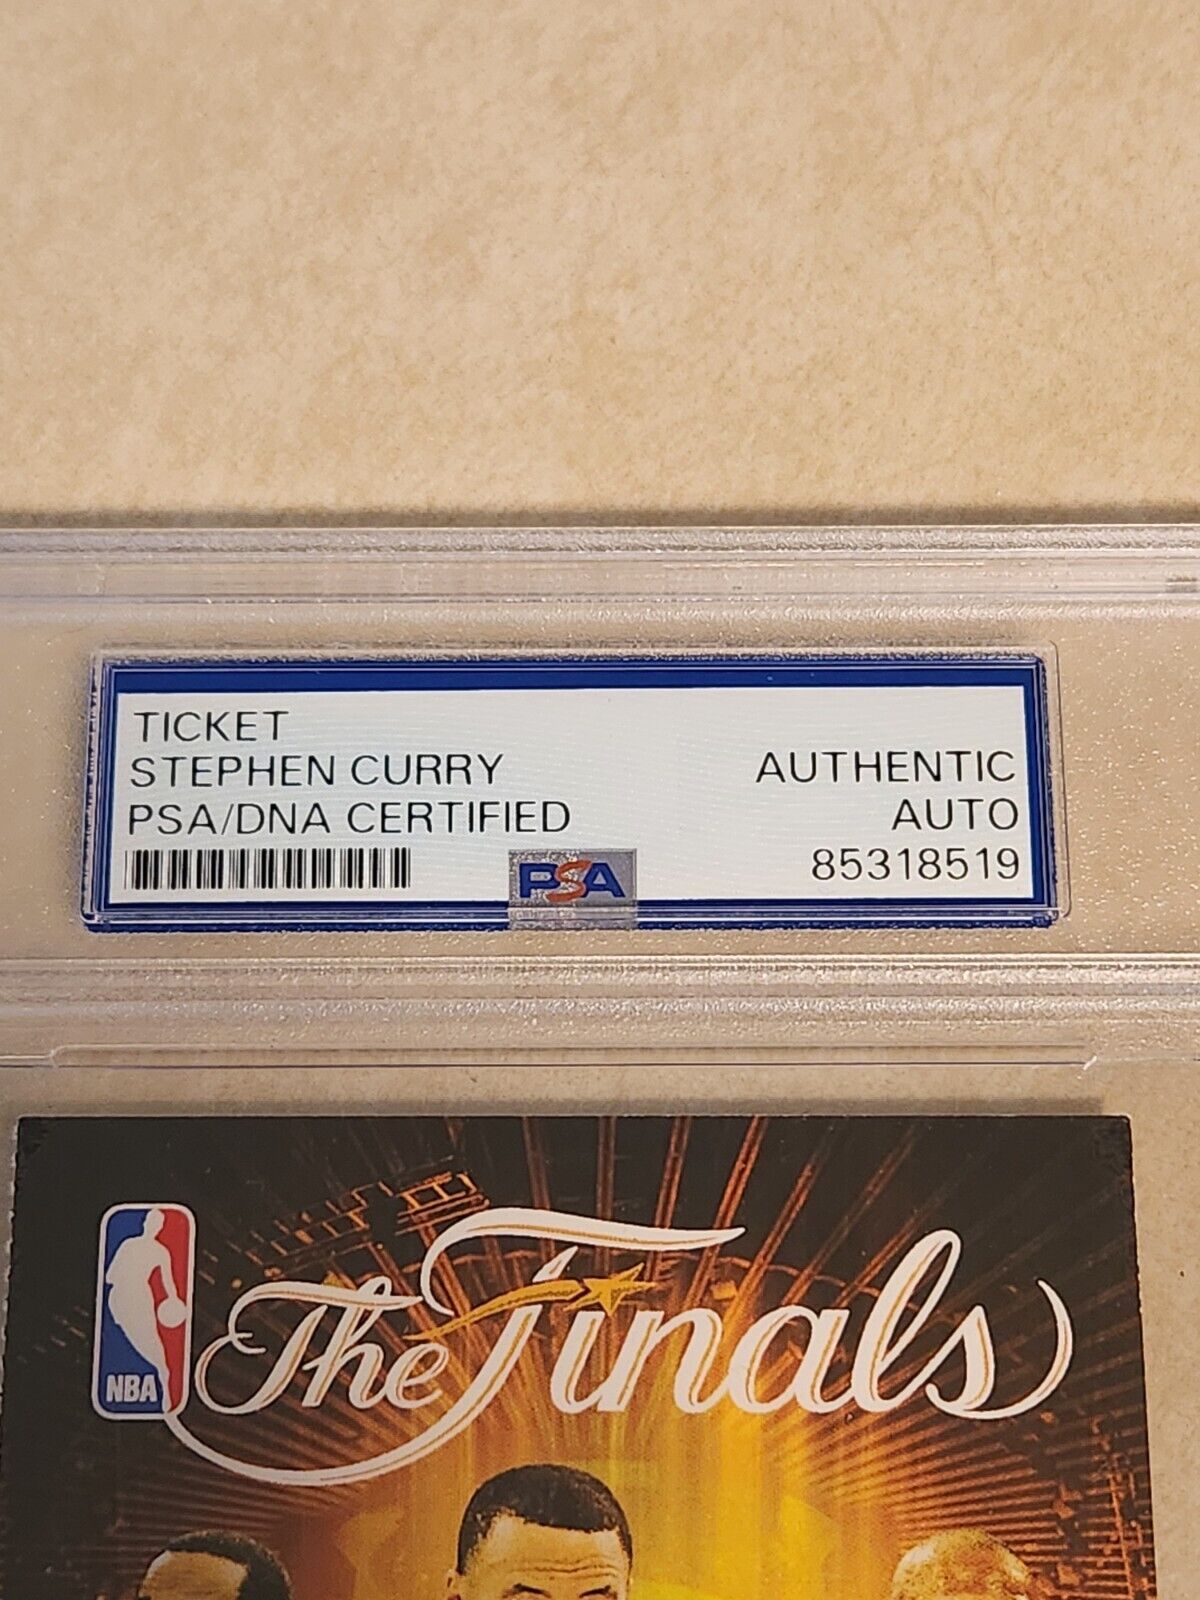 TICKET
STEPHEN CURRY
PSA/DNA CERTIFIED
AUTHENTIC
AUTO
85318519
PSA
NBA
The Finals